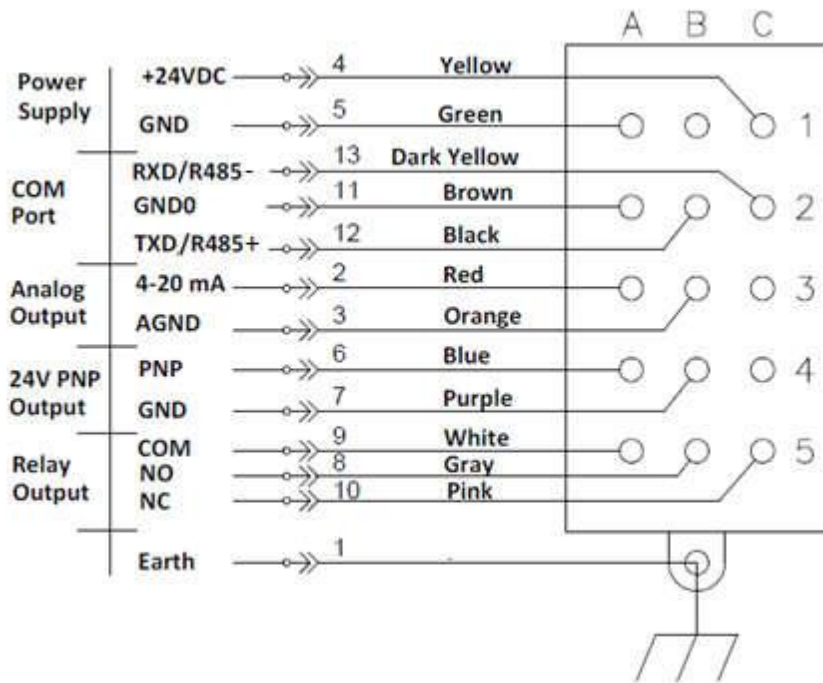 A B C
Power Supply
+24VDC 4 Yellow
GND 5 Green 1
COM Port
RXD/R485- 13 Dark Yellow
GND0 11 Brown 2
TXD/R485+ 12 Black
Analog Output
4-20 mA 2 Red 3
AGND 3 Orange
24V PNP Output
PNP 6 Blue 4
GND 7 Purple
Relay Output
COM 9 White 5
NO 8 Gray
NC 10 Pink
Earth 1